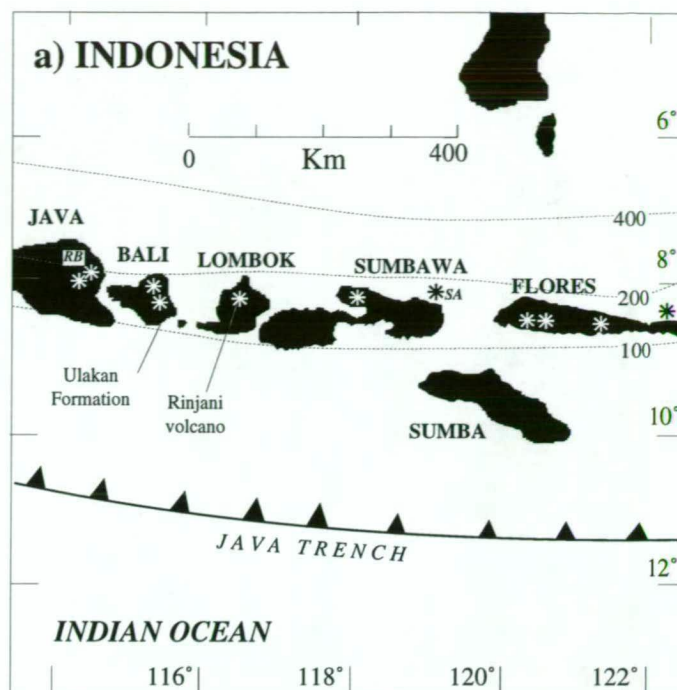 a) INDONESIA
6°
0 Km 400
400
JAVA
8°
RB
BALI
LOMBOK
SUMBAWA
SA
FLORES
200
100
Ulakan
Formation
Rinjani
volcano
SUMBA
10°
JAVA TRENCH
12°
INDIAN OCEAN
116° 118° 120° 122°